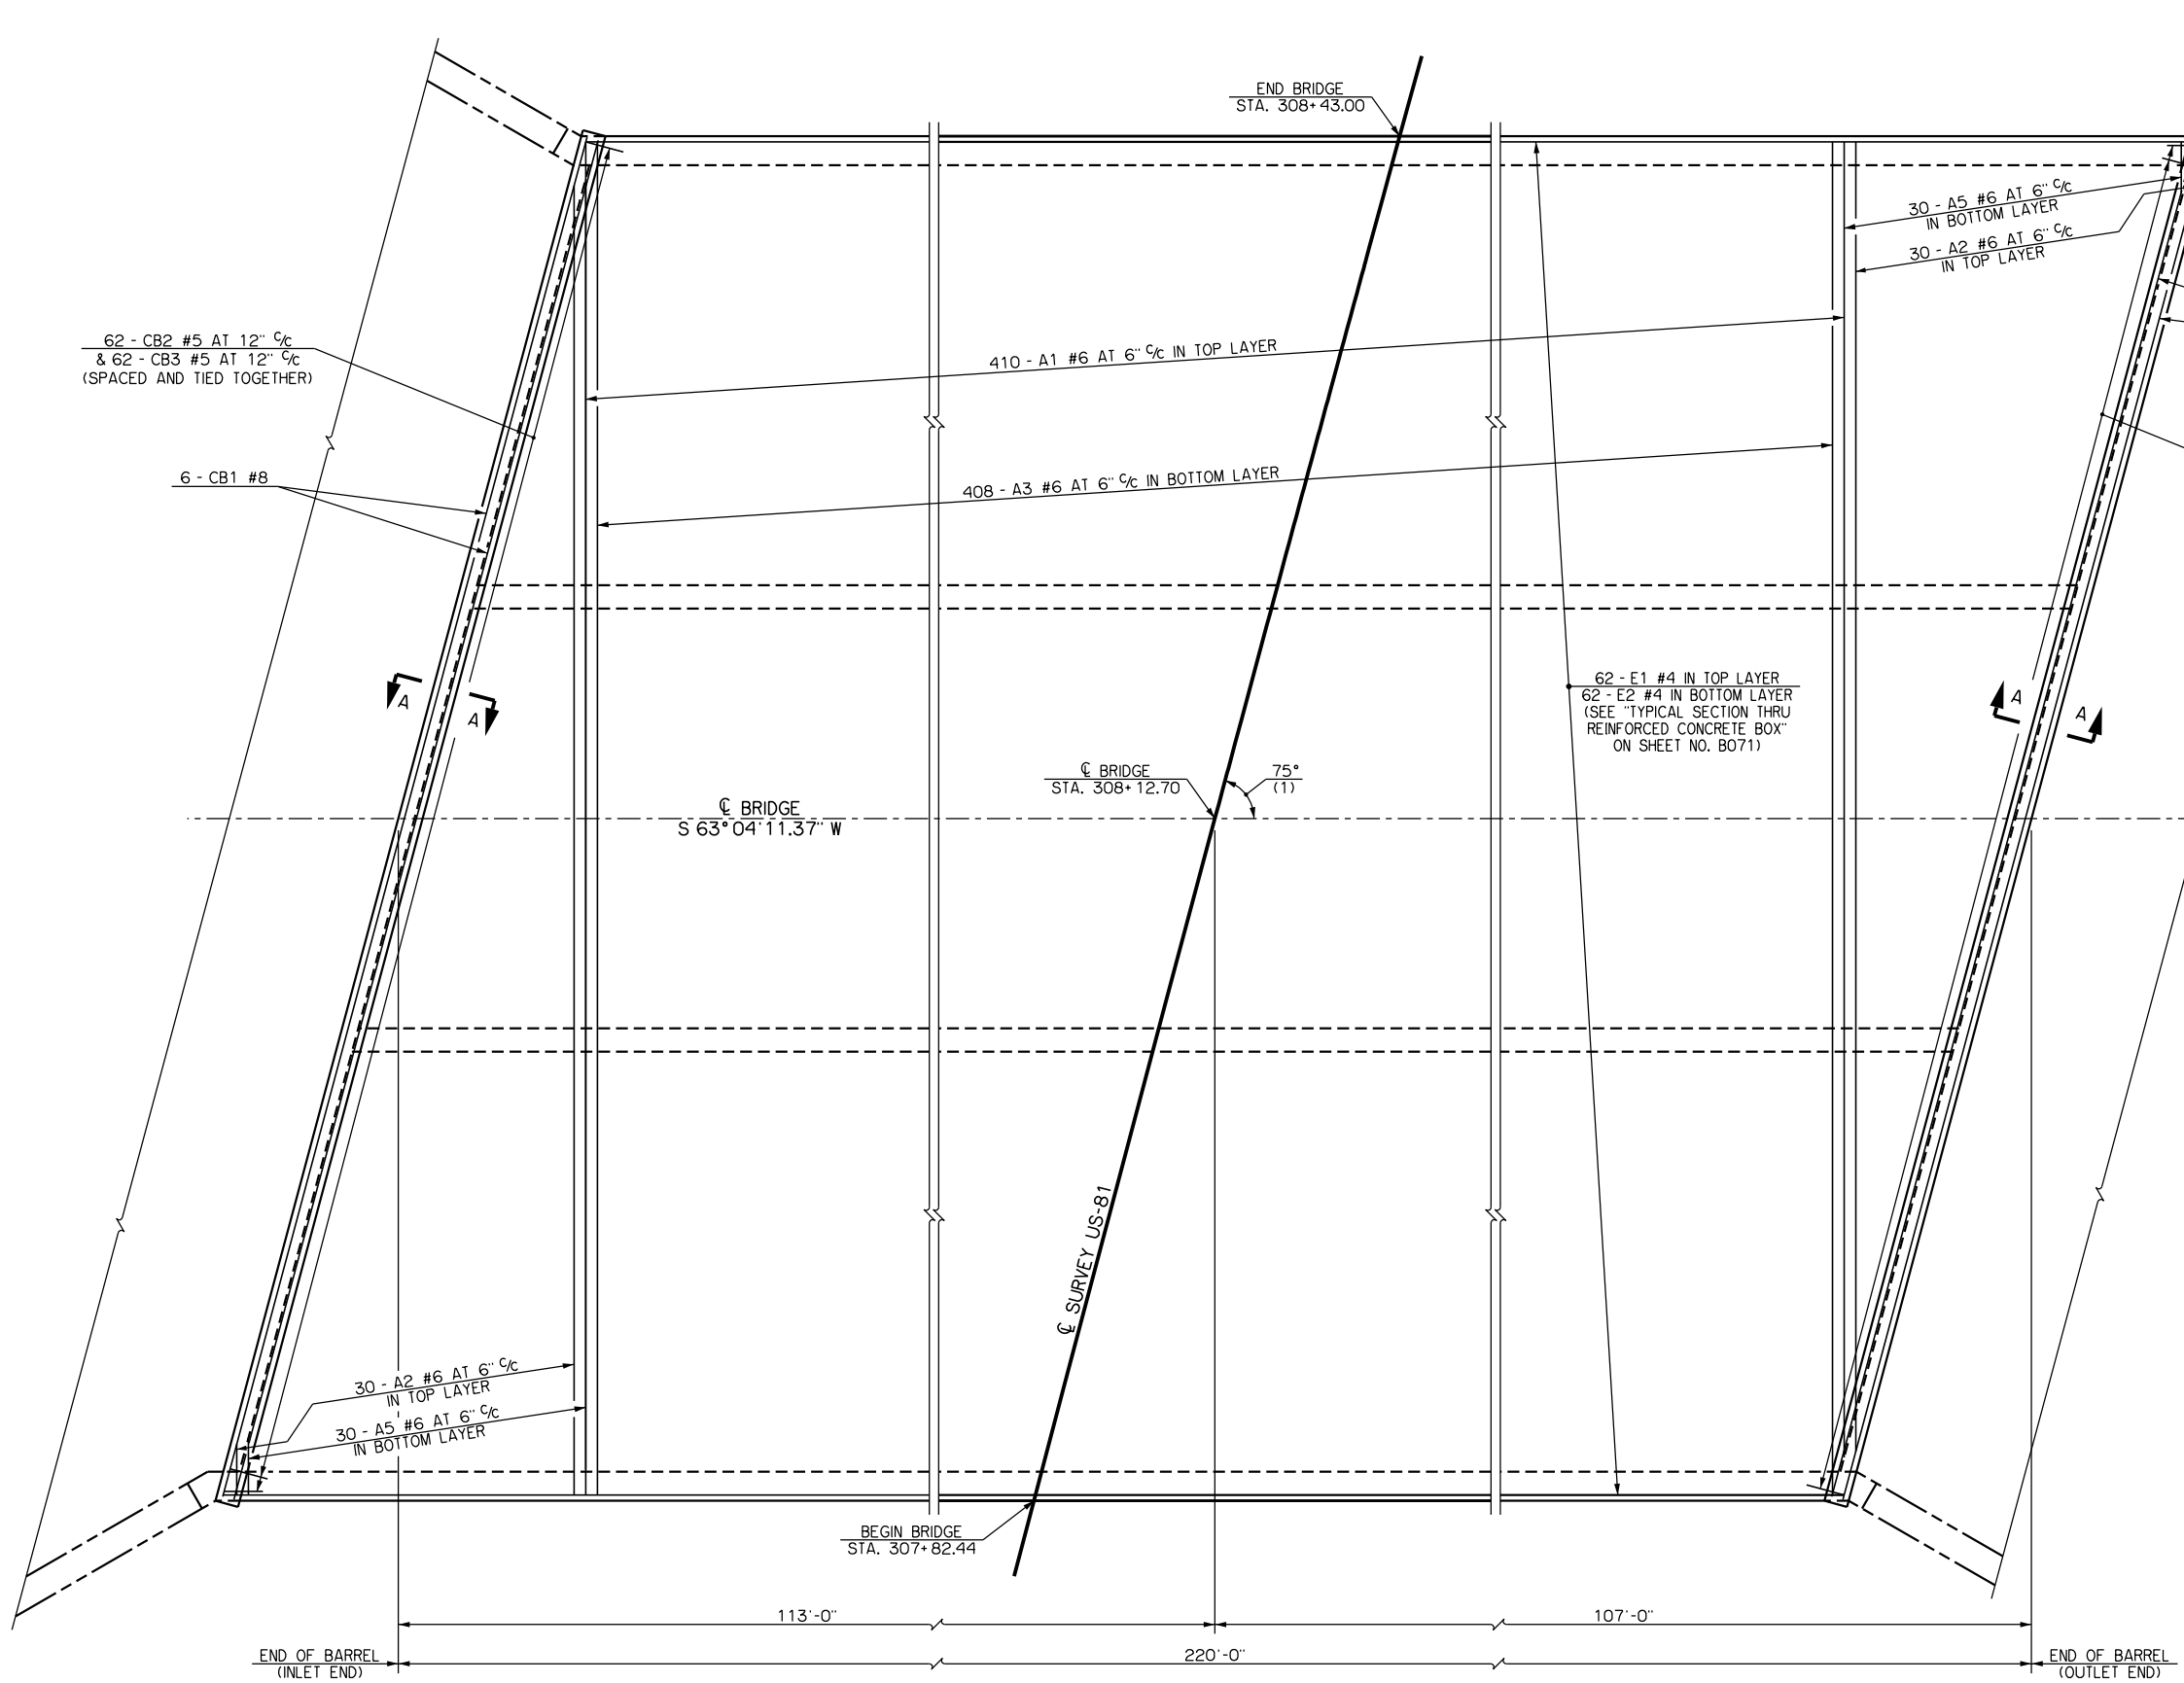 END BRIDGE
STA. 308+43.00
30 - A5 #6 AT 6" C/c
IN BOTTOM LAYER
30 - A2 #6 AT 6" C/c
IN TOP LAYER
62 - CB2 #5 AT 12" C/c
& 62 - CB3 #5 AT 12" C/c
(SPACED AND TIED TOGETHER)
410 - A1 #6 AT 6" C/c IN TOP LAYER
6 - CB1 #8
408 - A3 #6 AT 6" C/c IN BOTTOM LAYER
A
A
62 - E1 #4 IN TOP LAYER
62 - E2 #4 IN BOTTOM LAYER
(SEE "TYPICAL SECTION THRU
REINFORCED CONCRETE BOX"
ON SHEET NO. B071)
A
A
℄ BRIDGE
STA. 308+12.70
75°
(1)
℄ BRIDGE
S 63°04'11.37" W
℄ SURVEY US-81
30 - A2 #6 AT 6" C/c
IN TOP LAYER
30 - A5 #6 AT 6" C/c
IN BOTTOM LAYER
BEGIN BRIDGE
STA. 307+82.44
113'-0"
107'-0"
END OF BARREL
(INLET END)
220'-0"
END OF BARREL
(OUTLET END)